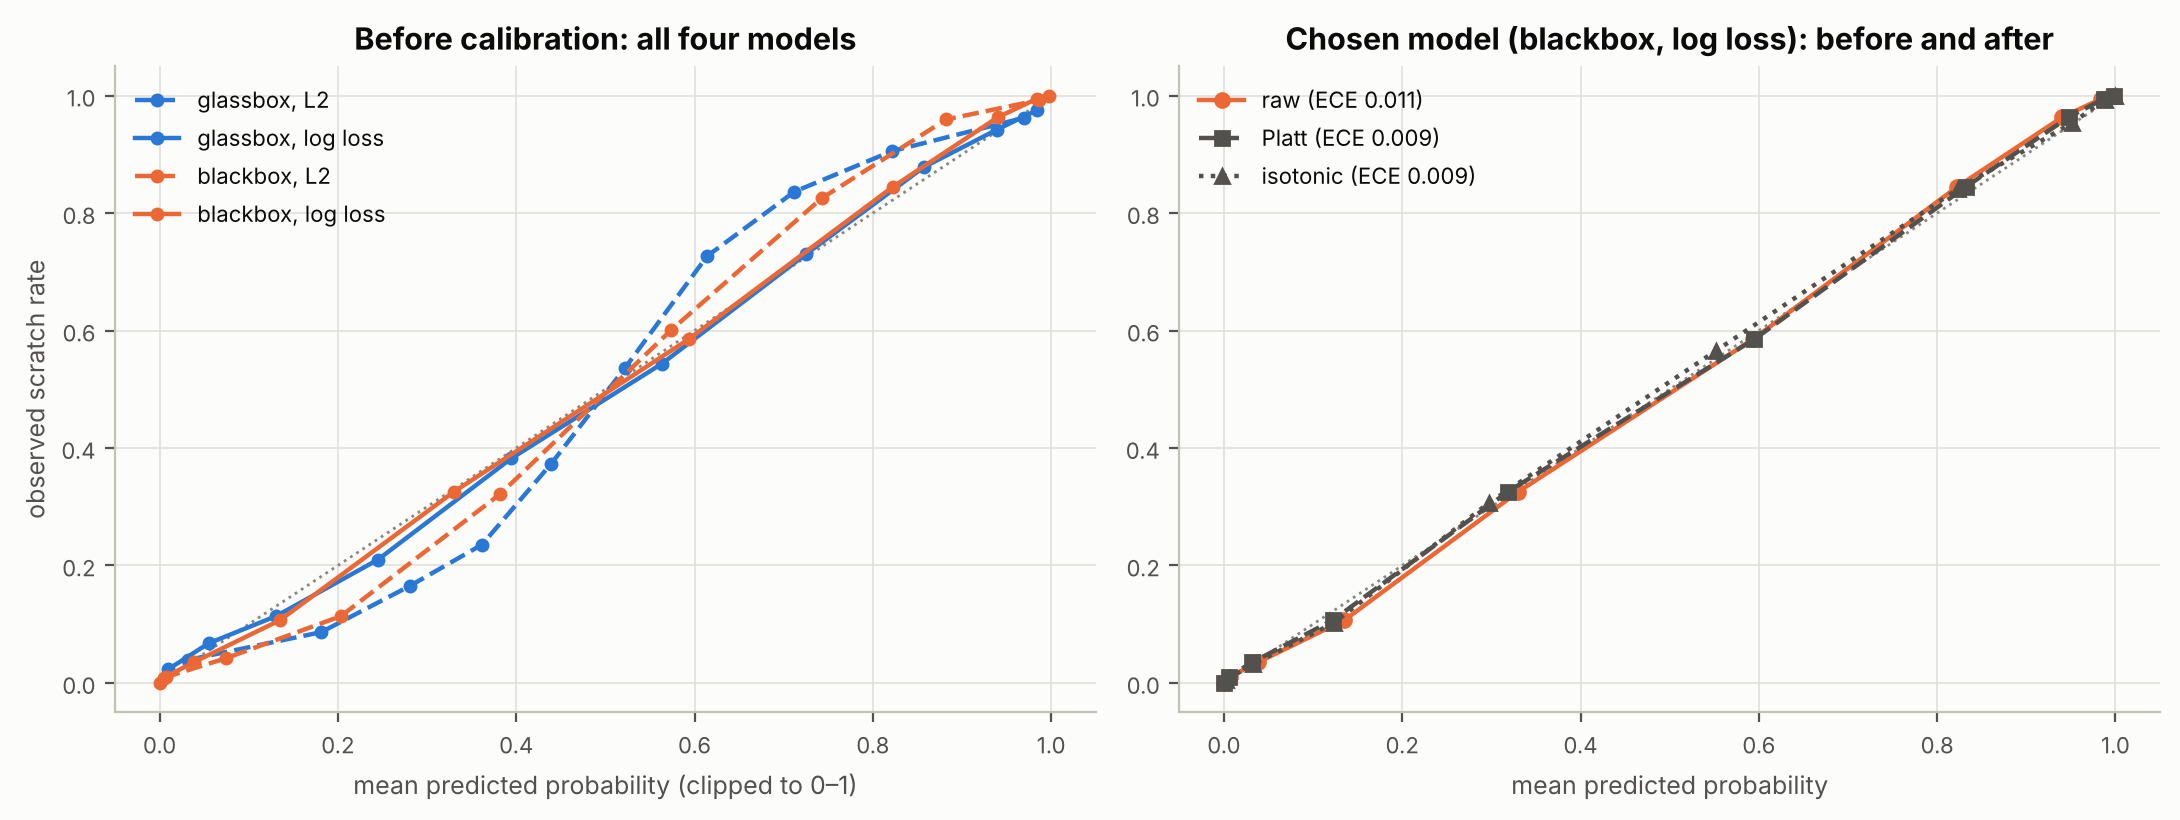 Before calibration: all four models
glassbox, L2
glassbox, log loss
blackbox, L2
blackbox, log loss
1.0
0.8
0.6
0.4
0.2
0.0
observed scratch rate
0.0 0.2 0.4 0.6 0.8 1.0
mean predicted probability (clipped to 0–1)
Chosen model (blackbox, log loss): before and after
raw (ECE 0.011)
Platt (ECE 0.009)
isotonic (ECE 0.009)
1.0
0.8
0.6
0.4
0.2
0.0
0.0 0.2 0.4 0.6 0.8 1.0
mean predicted probability